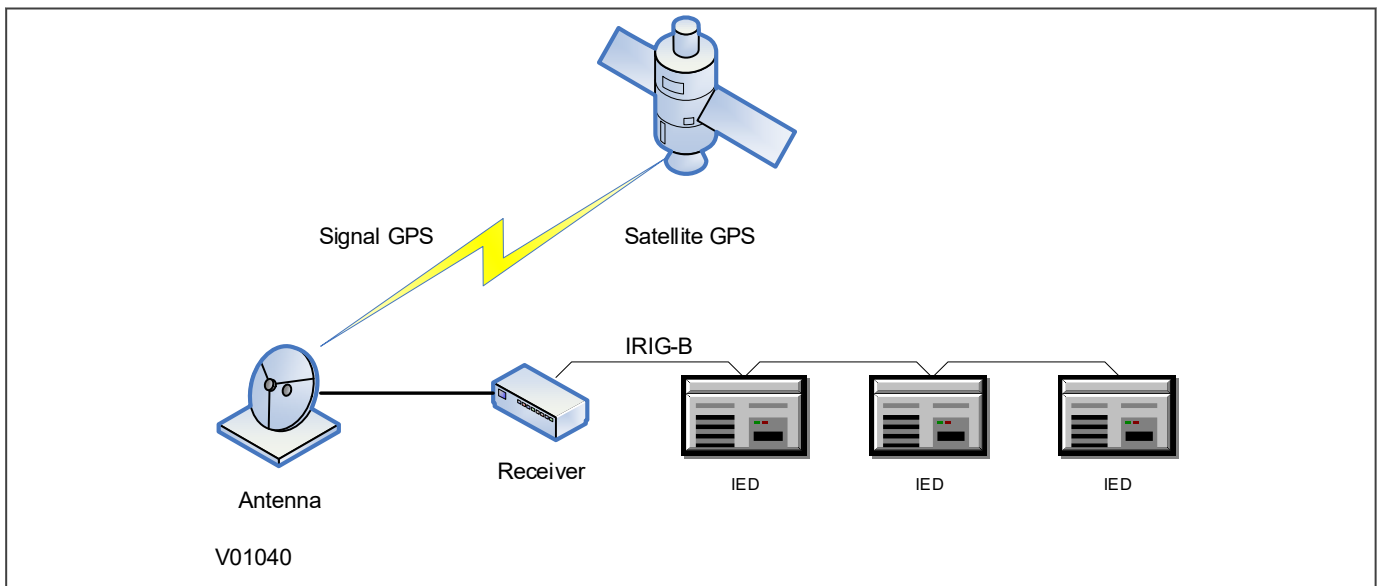 Signal GPS
Satellite GPS
IRIG-B
Receiver
IED
IED
IED
Antenna
V01040